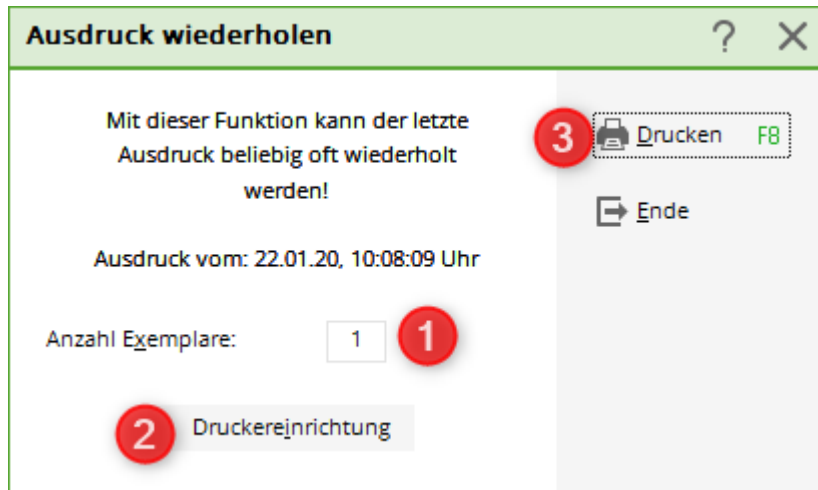 Ausdruck wiederholen ?
Mit dieser Funktion kann der letzte
Ausdruck beliebig oft wiederholt
werden!
Ausdruck vom: 22.01.20, 10:08:09 Uhr
Anzahl Exemplare: 1 1
2 Druckereinrichtung
3 Drucken F8
Ende